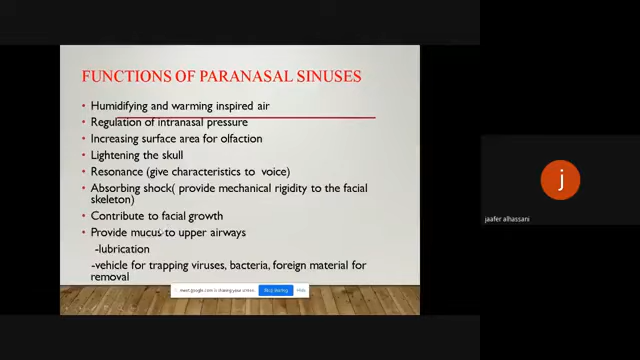 FUNCTIONS OF PARANASAL SINUSES
• Humidifying and warming inspired air
• Regulation of intranasal pressure
• Increasing surface area for olfaction
• Lightening the skull
• Resonance (give characteristics to voice)
• Absorbing shock( provide mechanical rigidity to the facial
skeleton)
• Contribute to facial growth
• Provide mucus to upper airways
-lubrication
-vehicle for trapping viruses, bacteria, foreign material for
removal
meet.google.com is sharing your screen.
Stop sharing
Hide
j
jaafer alhassani